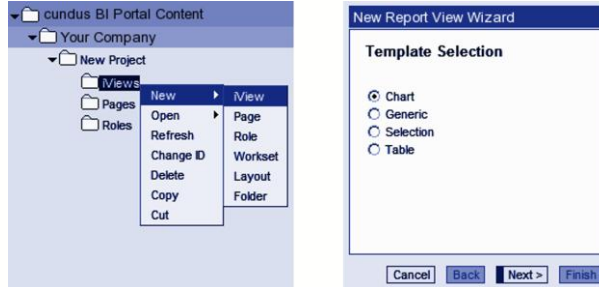 cundus BI Portal Content
Your Company
New Project
iViews
Pages
Roles
New
Open
Refresh
Change ID
Delete
Copy
Cut
iView
Page
Role
Workset
Layout
Folder
New Report View Wizard
Template Selection
Chart
Generic
Selection
Table
Cancel Back Next > Finish